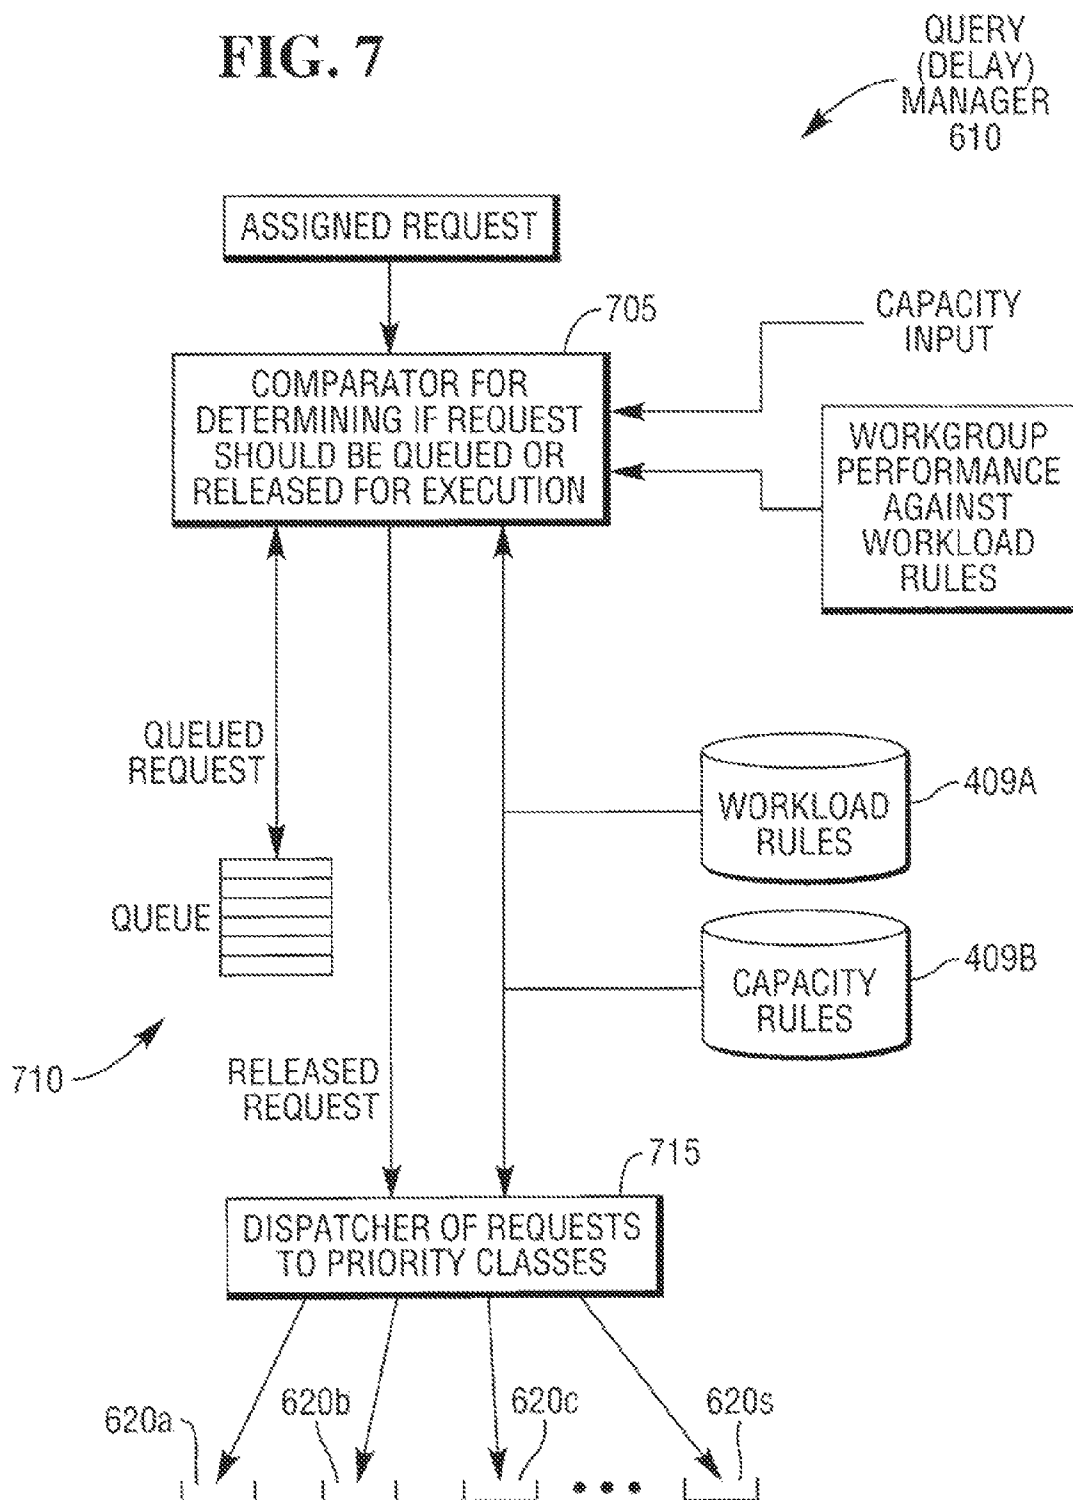 FIG. 7
QUERY
(DELAY)
MANAGER
610
ASSIGNED REQUEST
705
CAPACITY
INPUT
COMPARATOR FOR
DETERMINING IF REQUEST
SHOULD BE QUEUED OR
RELEASED FOR EXECUTION
WORKGROUP
PERFORMANCE
AGAINST
WORKLOAD
RULES
QUEUED
REQUEST
409A
WORKLOAD
RULES
QUEUE
409B
CAPACITY
RULES
710
RELEASED
REQUEST
715
DISPATCHER OF REQUESTS
TO PRIORITY CLASSES
620a
620b
620c
620s